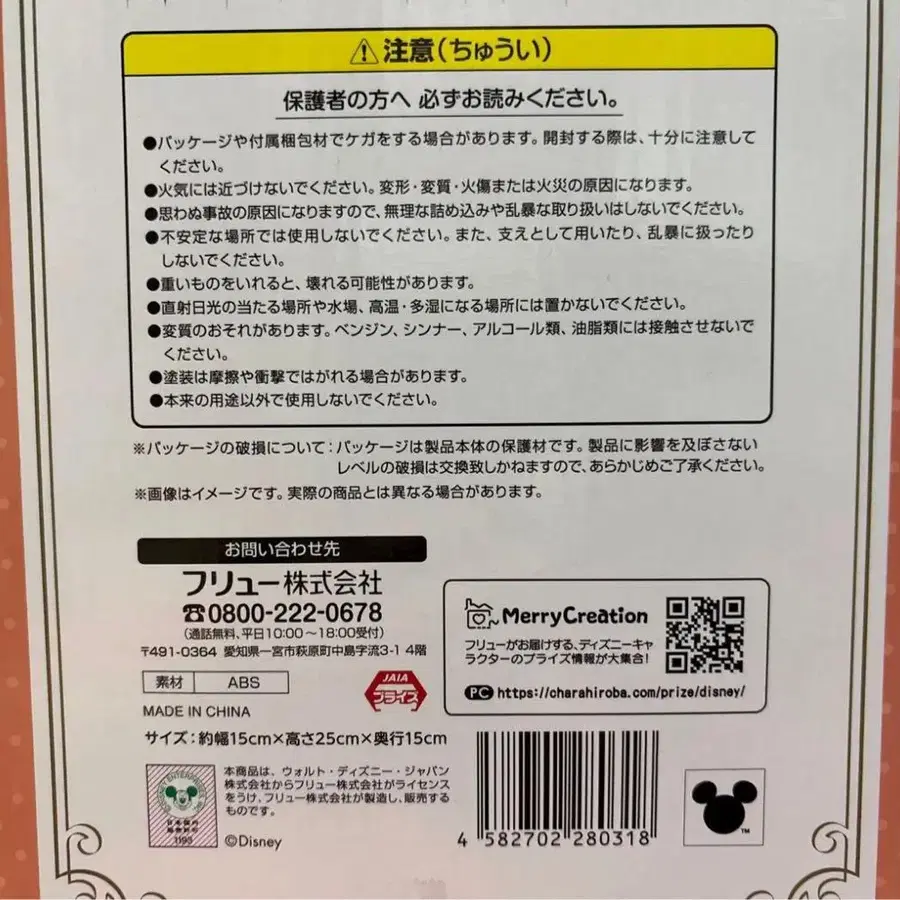 注意(ちゅうい)
保護者の方へ 必ずお読みください。
●パッケージや付属梱包材でケガをする場合があります。開封する際は、十分に注意して
ください。
●火気には近づけないでください。変形・変質・火傷または火災の原因になります。
●思わぬ事故の原因になりますので、無理な詰め込みや乱暴な取り扱いはしないでください。
●不安定な場所では使用しないでください。また、支えとして用いたり、乱暴に扱ったり
しないでください。
●重いものをいれると、壊れる可能性があります。
●直射日光の当たる場所や水場、高温・多湿になる場所には置かないでください。
●変質のおそれがあります。ベンジン、シンナー、アルコール類、油脂類には接触させないで
ください。
●塗装は摩擦や衝撃ではがれる場合があります。
●本来の用途以外で使用しないでください。
※パッケージの破損について:パッケージは製品本体の保護材です。製品に影響を及ぼさない
レベルの破損は交換致しかねますので、あらかじめご了承ください。
※画像はイメージです。実際の商品とは異なる場合があります。
お問い合わせ先
フリュー株式会社
☎0800-222-0678
(通話無料、平日10:00~18:00受付)
〒491-0364 愛知県一宮市萩原町中島字流3-1 4階
素材 ABS
JAIA
プライズ
MADE IN CHINA
サイズ:約幅15cm×高さ25cm×奥行15cm
MerryCreation
フリューがお届けする、ディズニーキャ
ラクターのプライズ情報が大集合!
PC https://charahiroba.com/prize/disney/
本商品は、ウォルト・ディズニー・ジャパン
株式会社からフリュー株式会社がライセンス
をうけ、フリュー株式会社が製造し、販売する
ものです。
日本国内
販売許可
1193
©Disney
4 582702 280318
TM